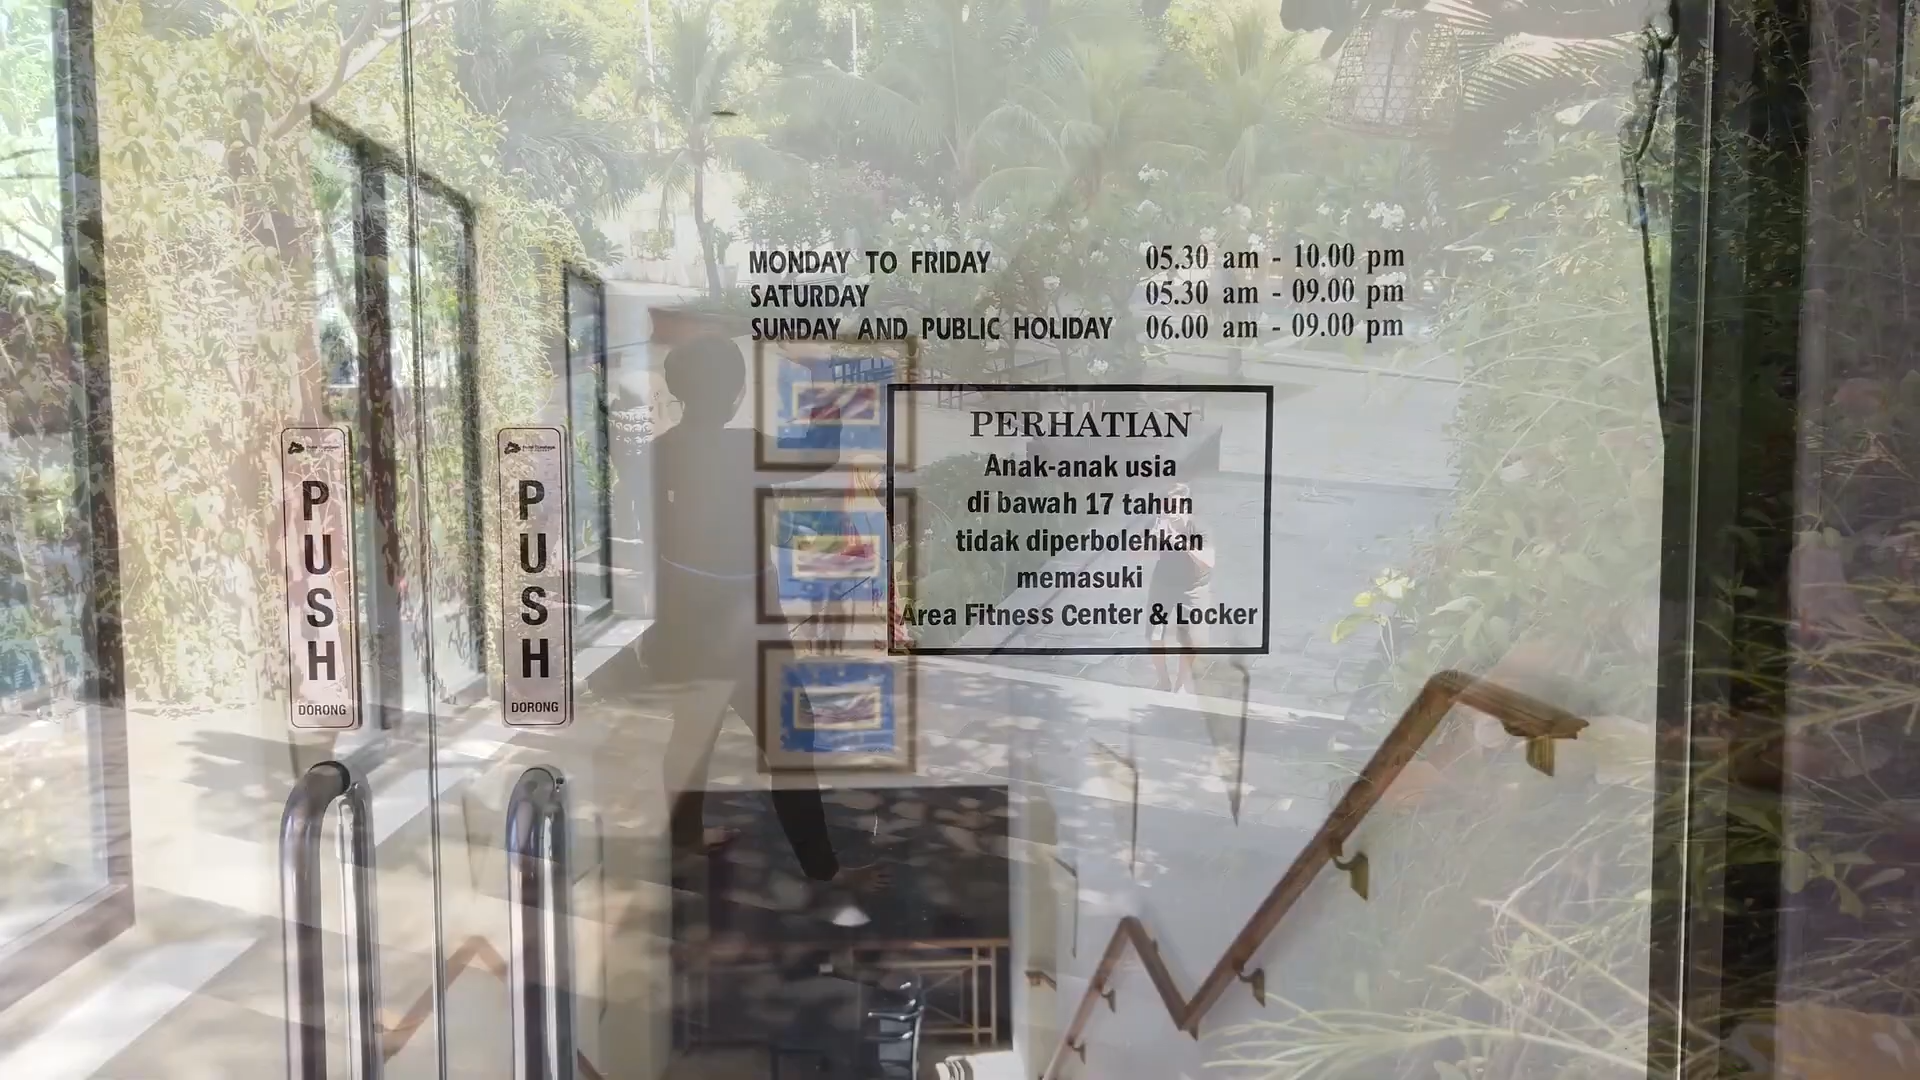 MONDAY TO FRIDAY 05.30 am - 10.00 pm
SATURDAY 05.30 am - 09.00 pm
SUNDAY AND PUBLIC HOLIDAY 06.00 am - 09.00 pm
PERHATIAN
Anak-anak usia
di bawah 17 tahun
tidak diperbolehkan
memasuki
Area Fitness Center & Locker
PUSH
DORONG
PUSH
DORONG